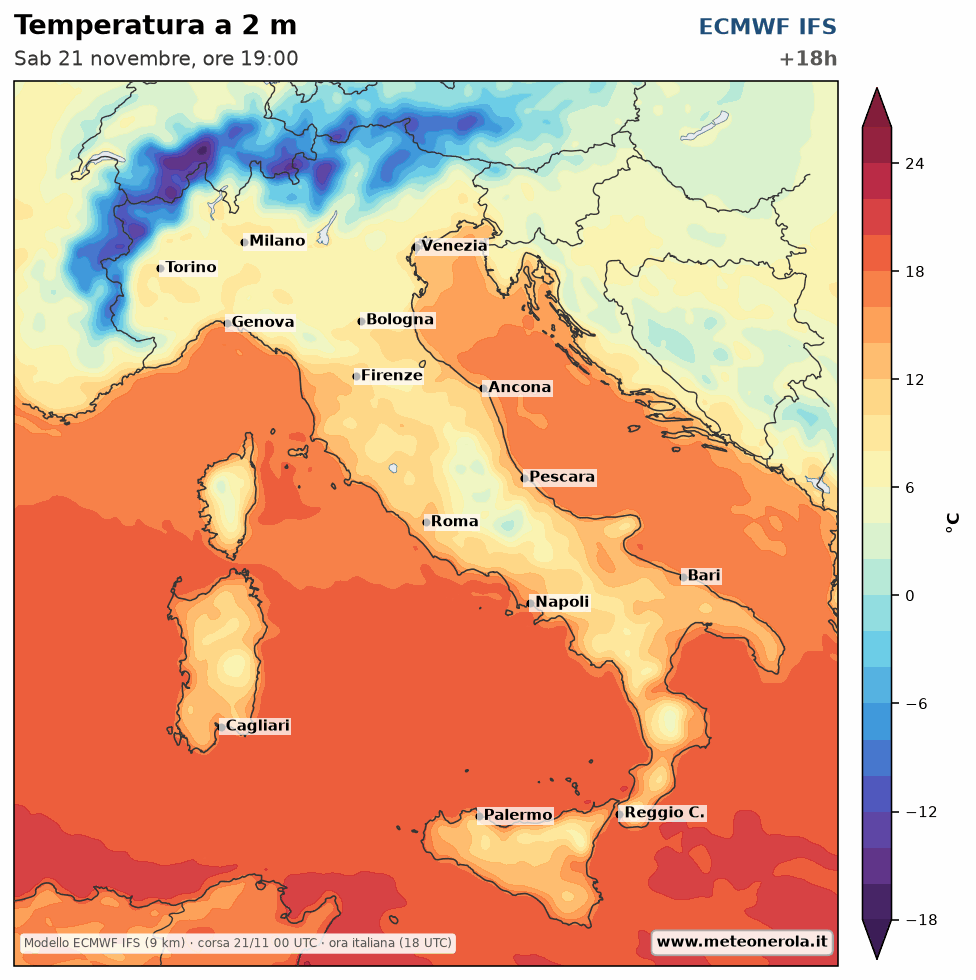 Temperatura a 2 m
ECMWF IFS
Sab 21 novembre, ore 19:00
+18h
Milano
Venezia
Torino
Genova
Bologna
Firenze
Ancona
Pescara
Roma
Bari
Napoli
Cagliari
Palermo
Reggio C.
24
18
12
6
0
−6
−12
−18
°C
Modello ECMWF IFS (9 km) · corsa 21/11 00 UTC · ora italiana (18 UTC)
www.meteonerola.it